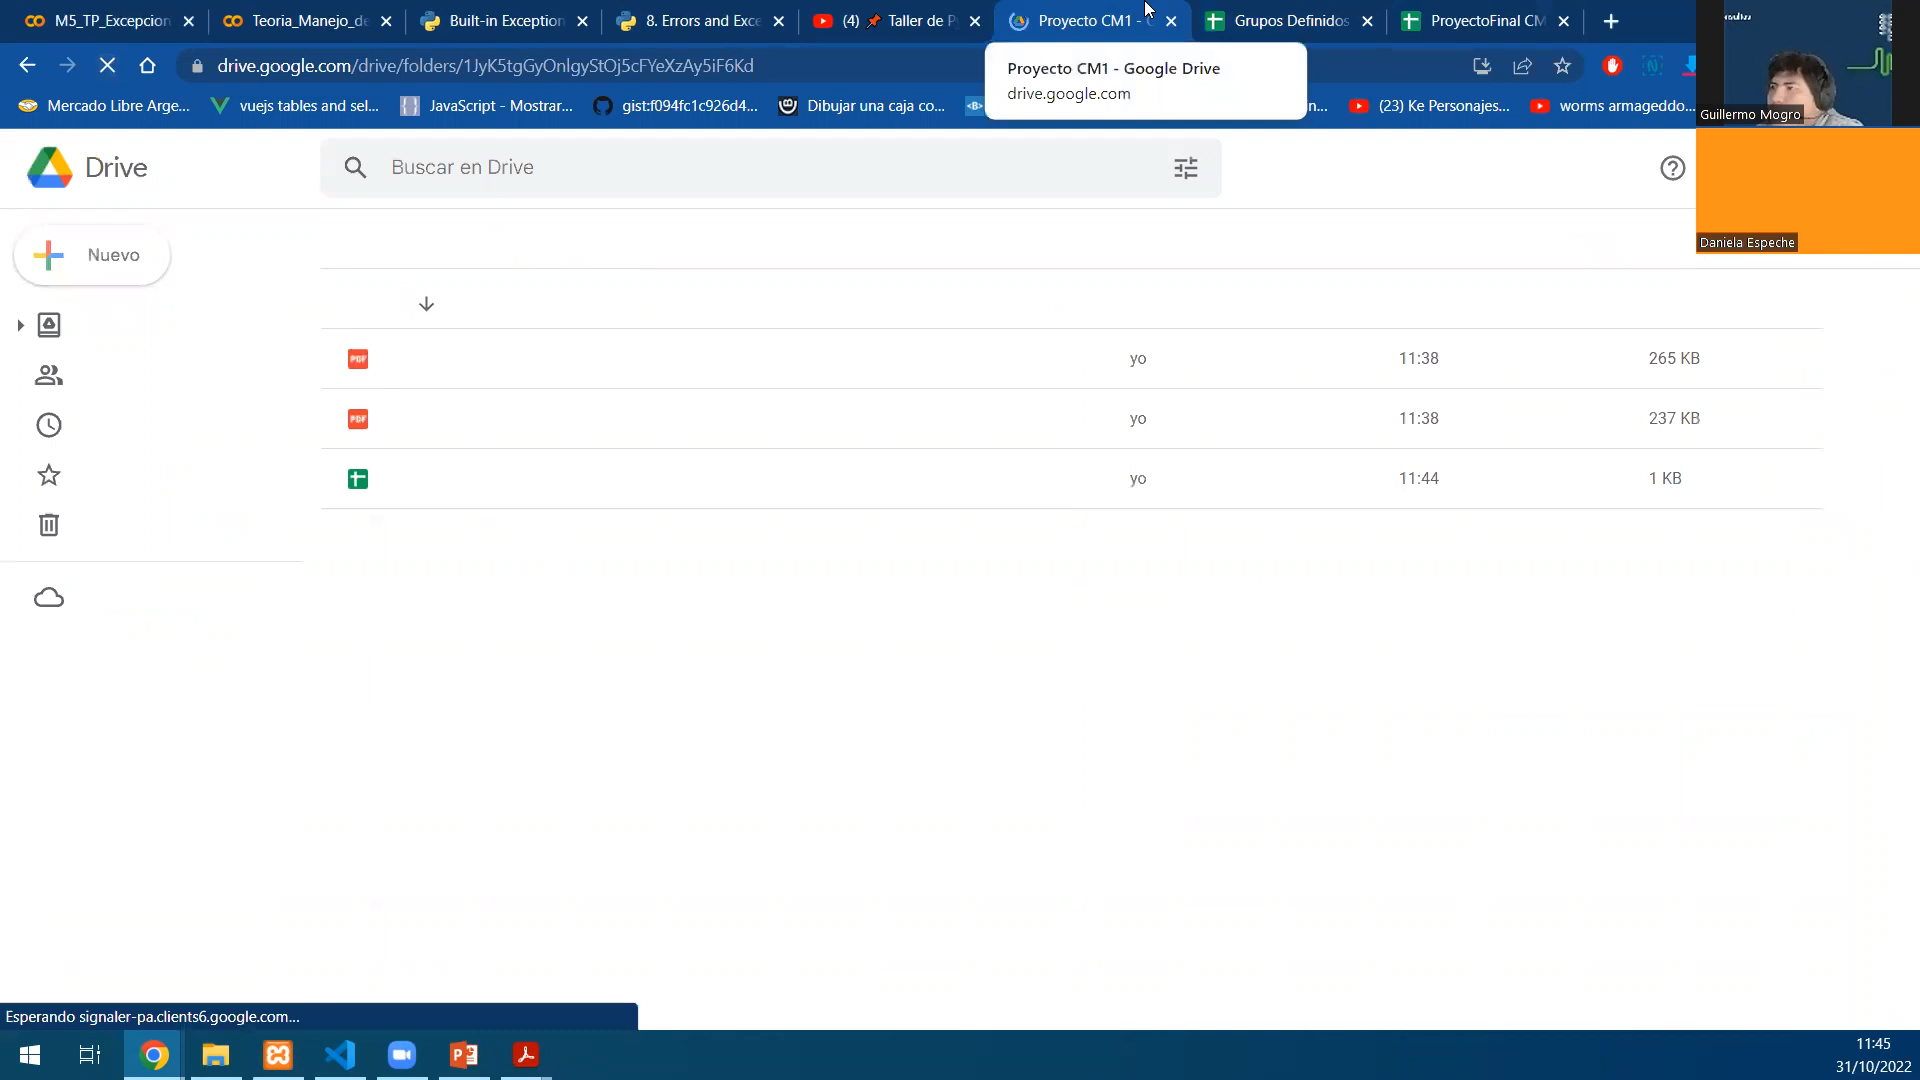 M5_TP_Excepcion
Teoria_Manejo_de
Built-in Exception
8. Errors and Exce
(4) 📌 Taller de Py
Proyecto CM1 -
Grupos Definidos
ProyectoFinal CM
drive.google.com/drive/folders/1JyK5tgGyOnIgyStOj5cFYeXzAy5iF6Kd
Proyecto CM1 - Google Drive
drive.google.com
Mercado Libre Arge...
vuejs tables and sel...
JavaScript - Mostrar...
gist:f094fc1c926d4...
Dibujar una caja co...
n...
(23) Ke Personajes...
worms armageddo...
Guillermo Mogro
Drive
Buscar en Drive
Daniela Espeche
Nuevo
PDF
yo
11:38
265 KB
PDF
yo
11:38
237 KB
yo
11:44
1 KB
Esperando signaler-pa.clients6.google.com...
11:45
31/10/2022